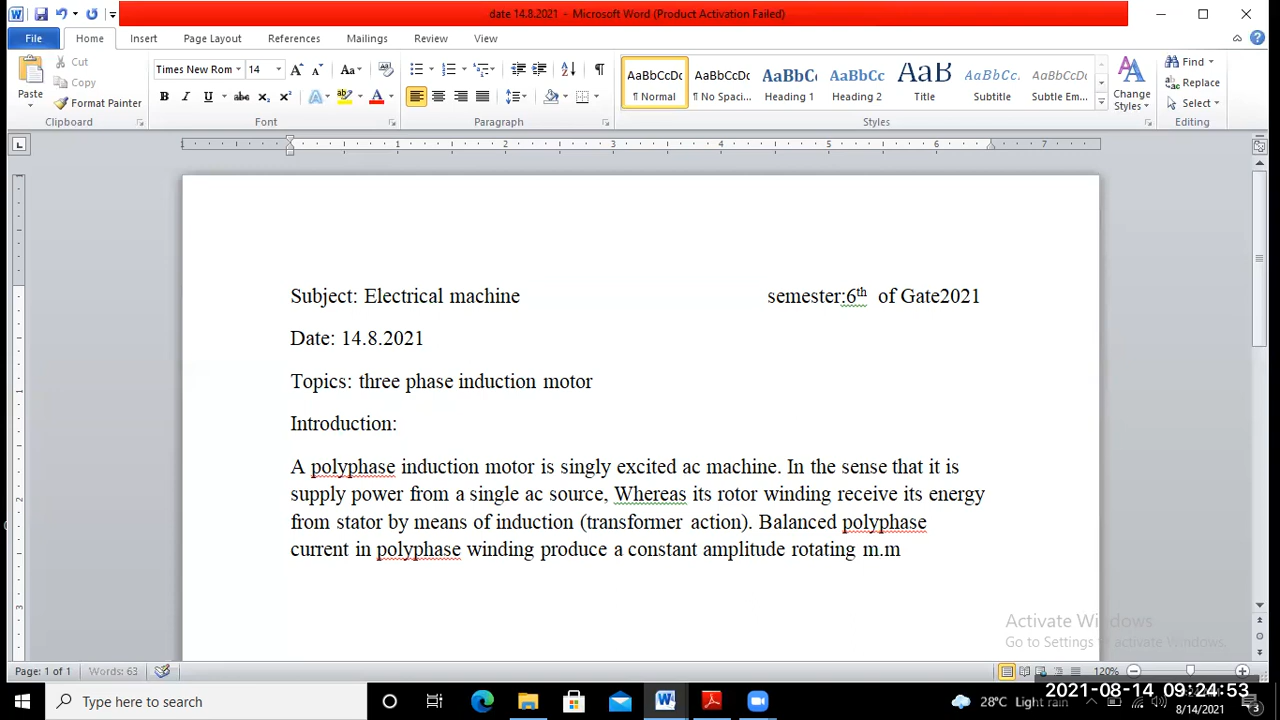 date 14.8.2021 - Microsoft Word (Product Activation Failed)
File Home Insert Page Layout References Mailings Review View
Paste Cut Copy Format Painter Clipboard
Times New Rom 14 Aa Font
Paragraph
AaBbCcDc AaBbCcDc AaBbC AaBbCc AaB AaBbCc. AaBbCcDc
¶ Normal ¶ No Spaci... Heading 1 Heading 2 Title Subtitle Subtle Em...
Styles
Change Styles
Find
Replace
Select
Editing
Subject: Electrical machine semester:6th of Gate2021
Date: 14.8.2021
Topics: three phase induction motor
Introduction:
A polyphase induction motor is singly excited ac machine. In the sense that it is
supply power from a single ac source, Whereas its rotor winding receive its energy
from stator by means of induction (transformer action). Balanced polyphase
current in polyphase winding produce a constant amplitude rotating m.m
Activate Windows
Go to Settings to activate Windows.
Page: 1 of 1 Words: 63 120%
2021-08-14 09:24:53
Type here to search 28°C Light rain 8/14/2021 3